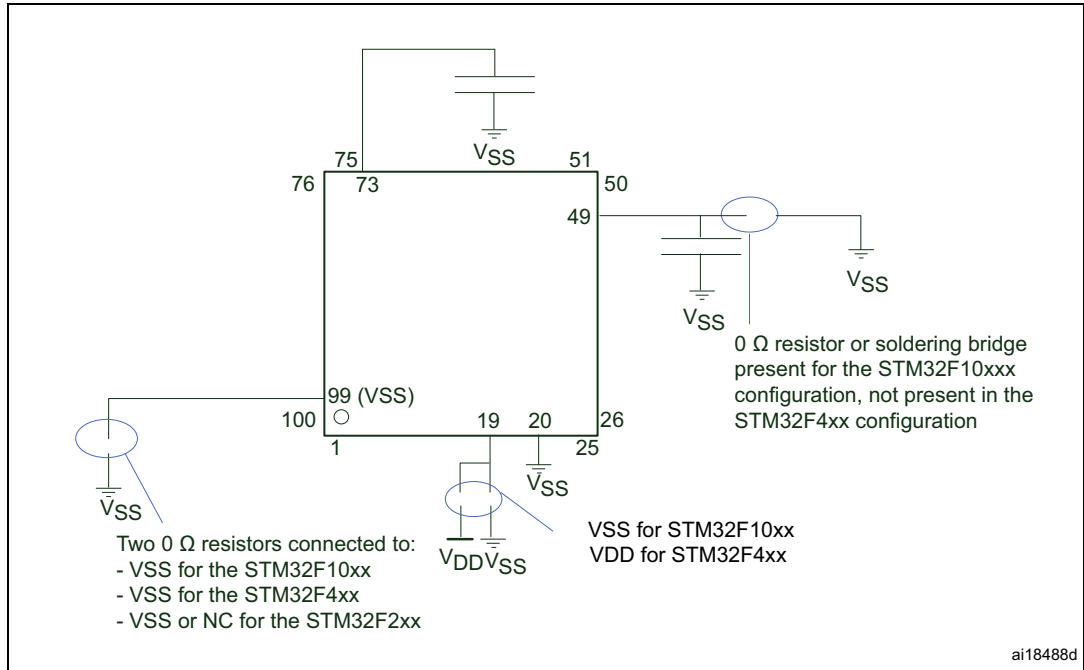 VSS
75
51
76
73
50
49
VSS
VSS
0 Ω resistor or soldering bridge
present for the STM32F10xxx
configuration, not present in the
STM32F4xx configuration
99 (VSS)
100
19
20
26
1
25
VSS
VSS
VDD VSS
Two 0 Ω resistors connected to:
- VSS for the STM32F10xx
- VSS for the STM32F4xx
- VSS or NC for the STM32F2xx
VSS for STM32F10xx
VDD for STM32F4xx
ai18488d